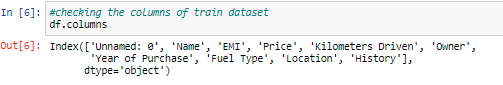 In [6]: #checking the columns of train dataset
df.columns
Out[6]: Index(['Unnamed: 0', 'Name', 'EMI', 'Price', 'Kilometers Driven', 'Owner',
'Year of Purchase', 'Fuel Type', 'Location', 'History'],
dtype='object')